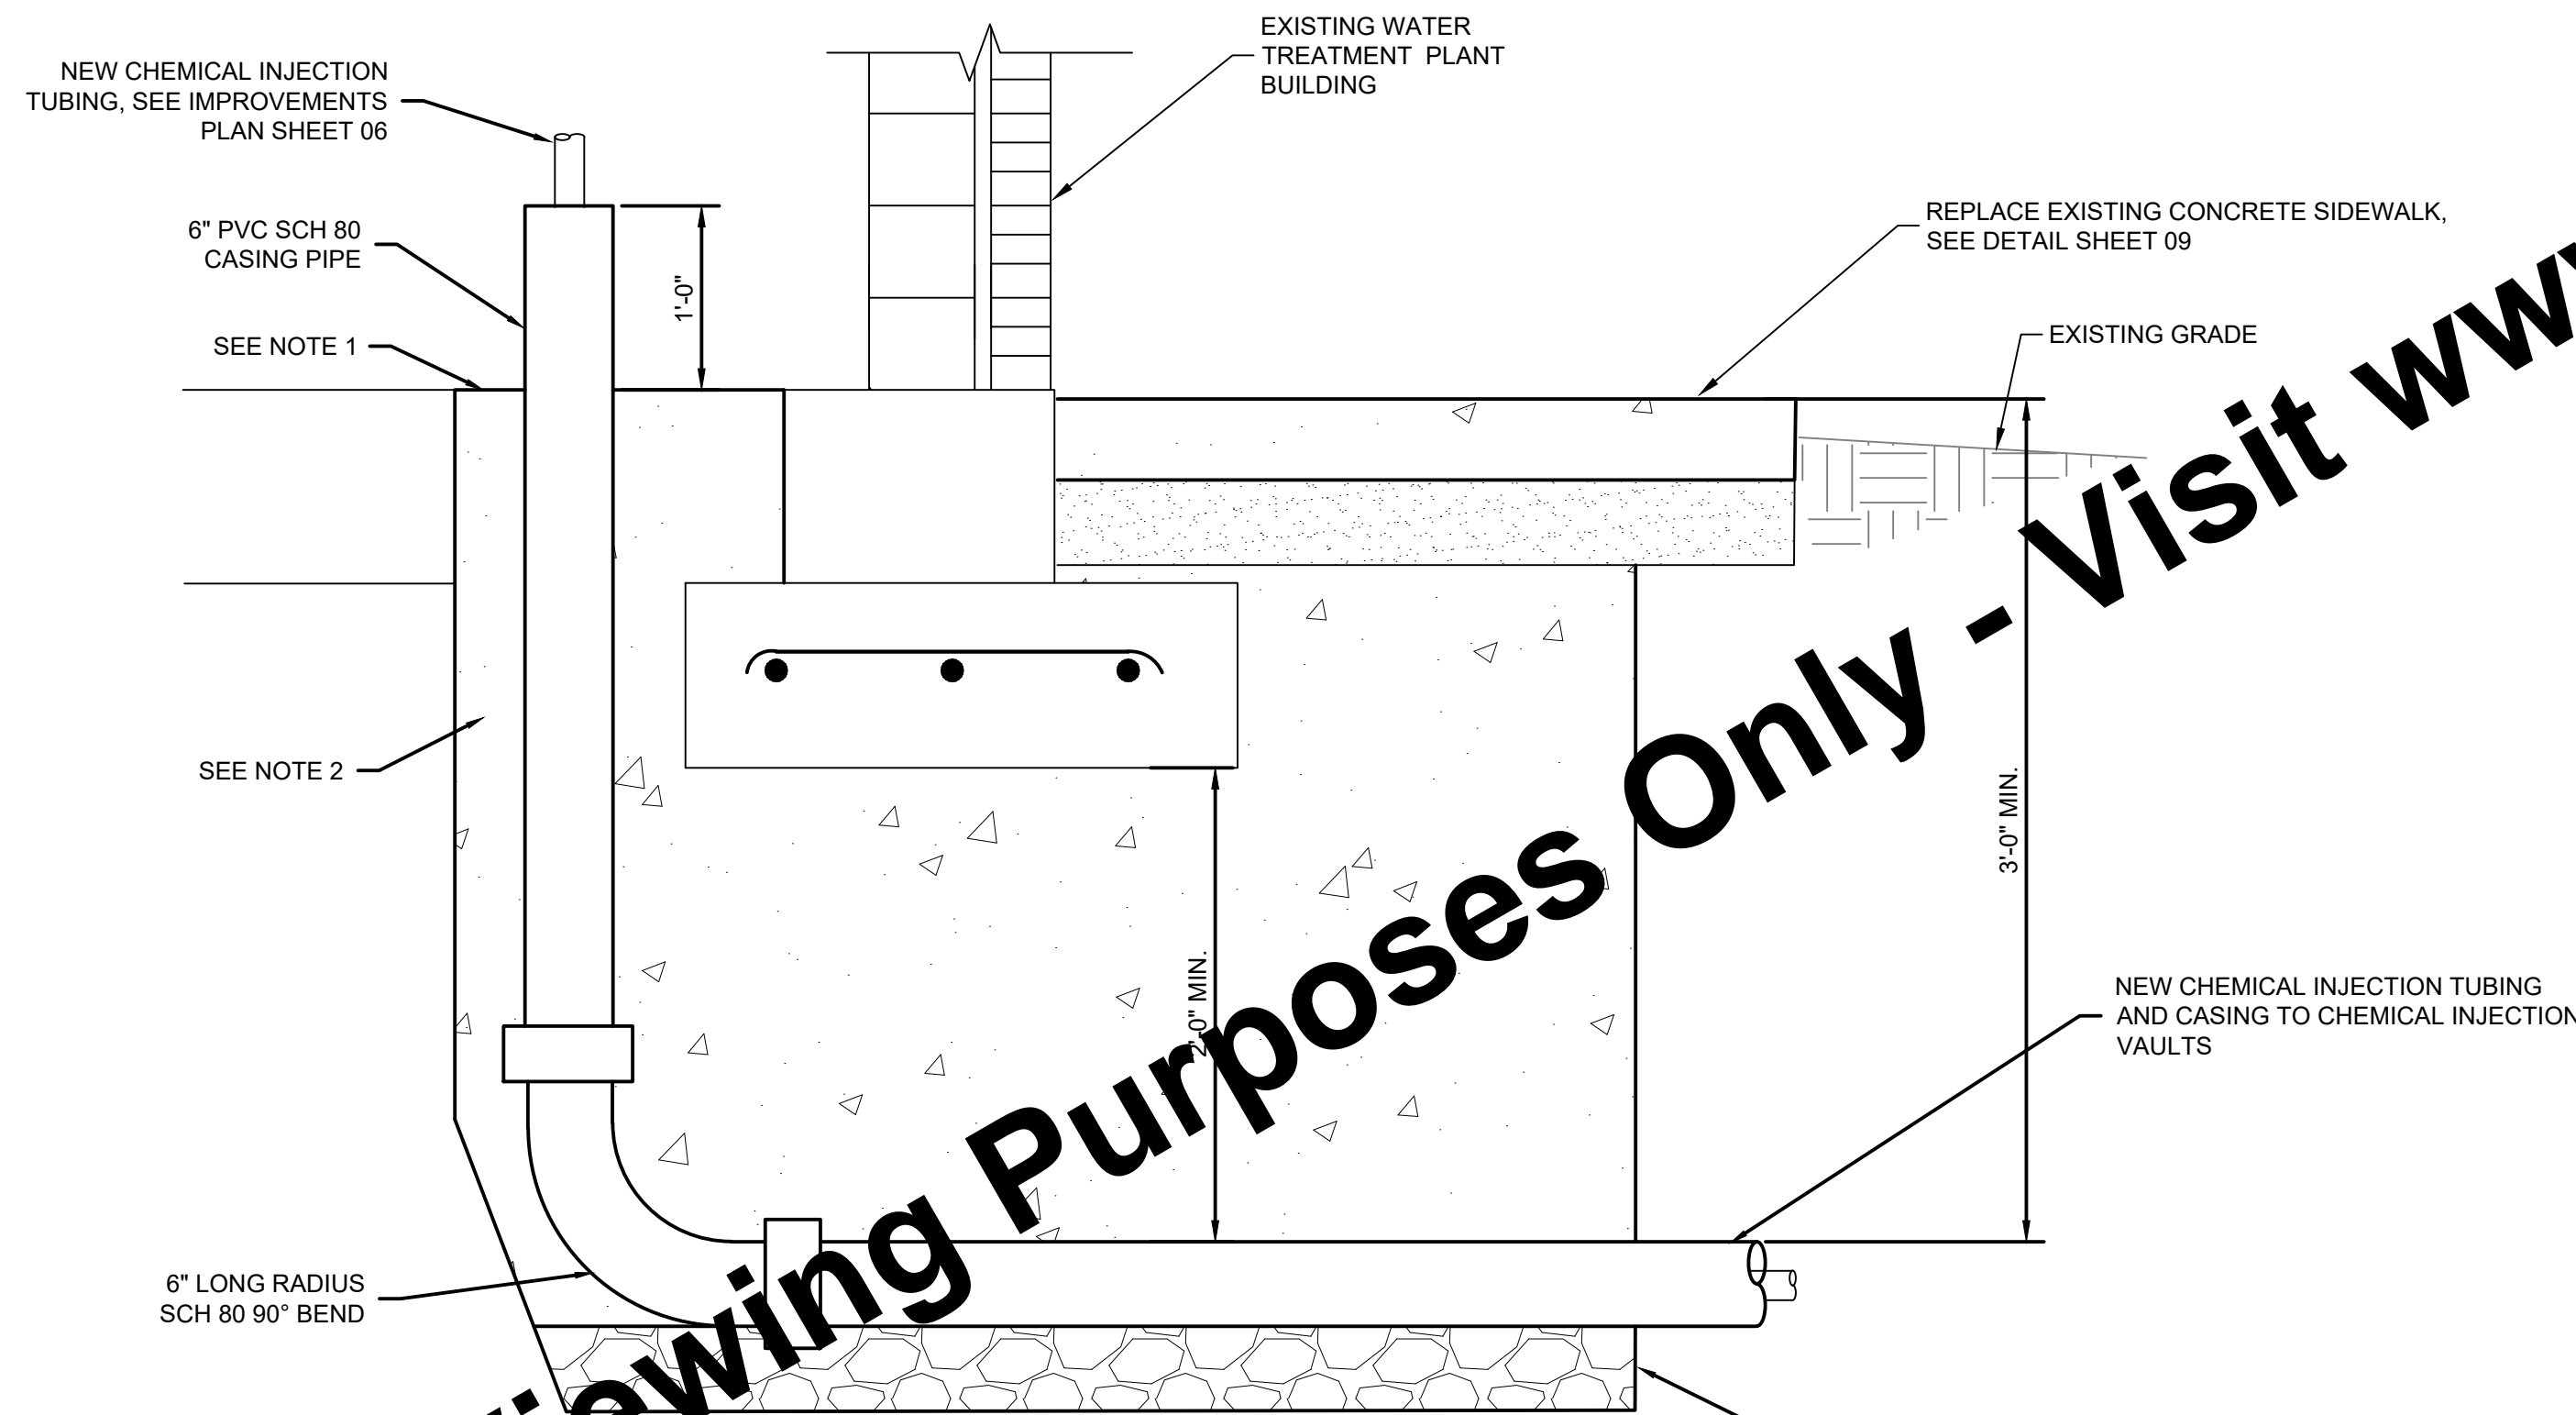 EXISTING WATER
TREATMENT PLANT
BUILDING
NEW CHEMICAL INJECTION
TUBING, SEE IMPROVEMENTS
PLAN SHEET 06
6" PVC SCH 80
CASING PIPE
SEE NOTE 1
1'-0"
REPLACE EXISTING CONCRETE SIDEWALK,
SEE DETAIL SHEET 09
EXISTING GRADE
SEE NOTE 2
2'-0" MIN.
3'-0" MIN.
NEW CHEMICAL INJECTION TUBING
AND CASING TO CHEMICAL INJECTION
VAULTS
6" LONG RADIUS
SCH 80 90° BEND
Purposes Only - Visit